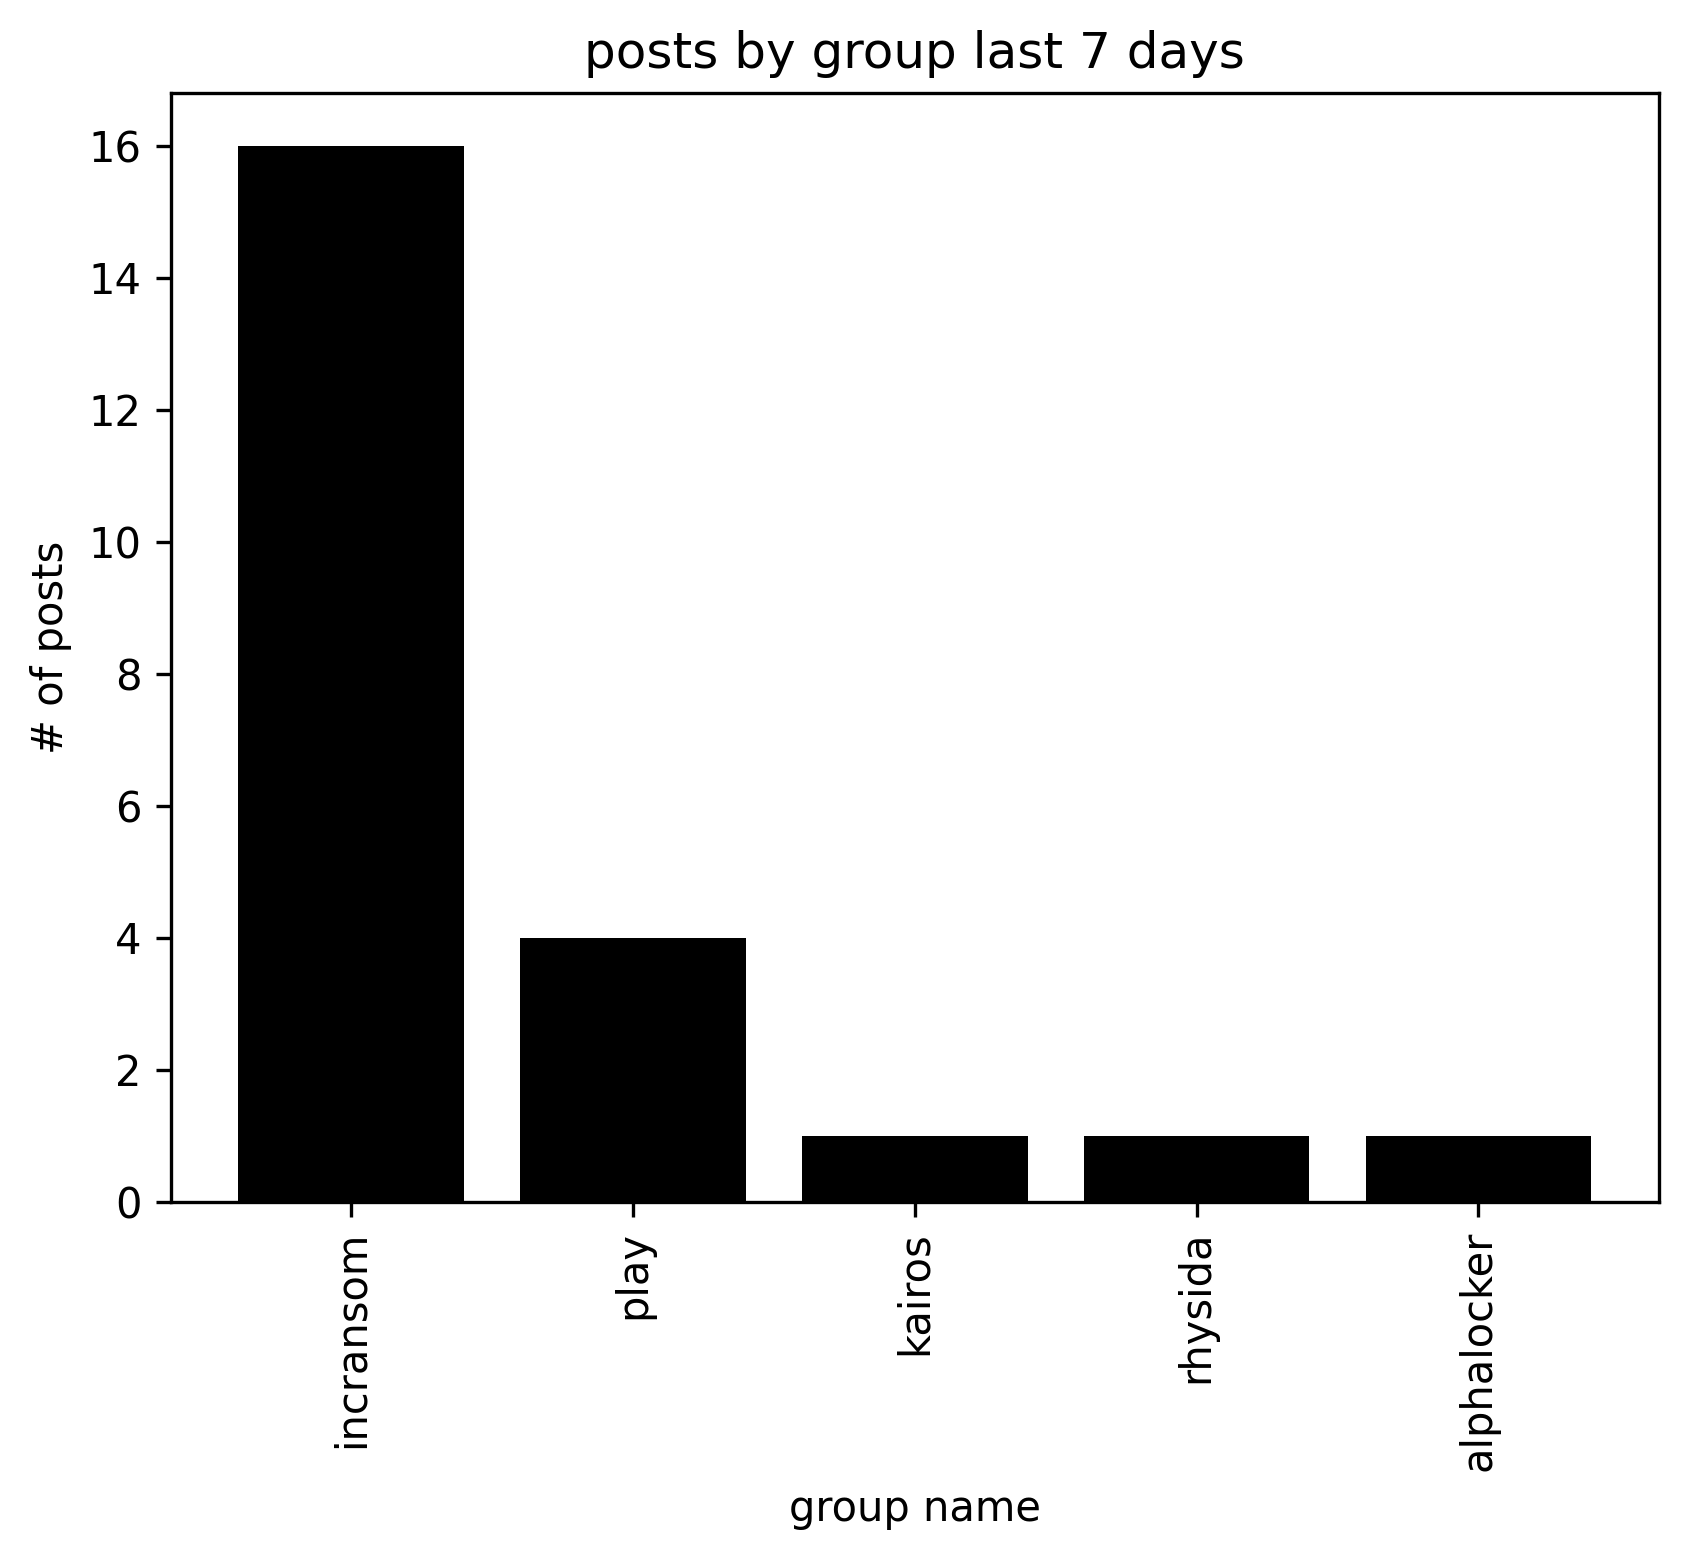 posts by group last 7 days
16
14
12
10
8
6
4
2
0
# of posts
incransom
play
kairos
rhysida
alphalocker
group name